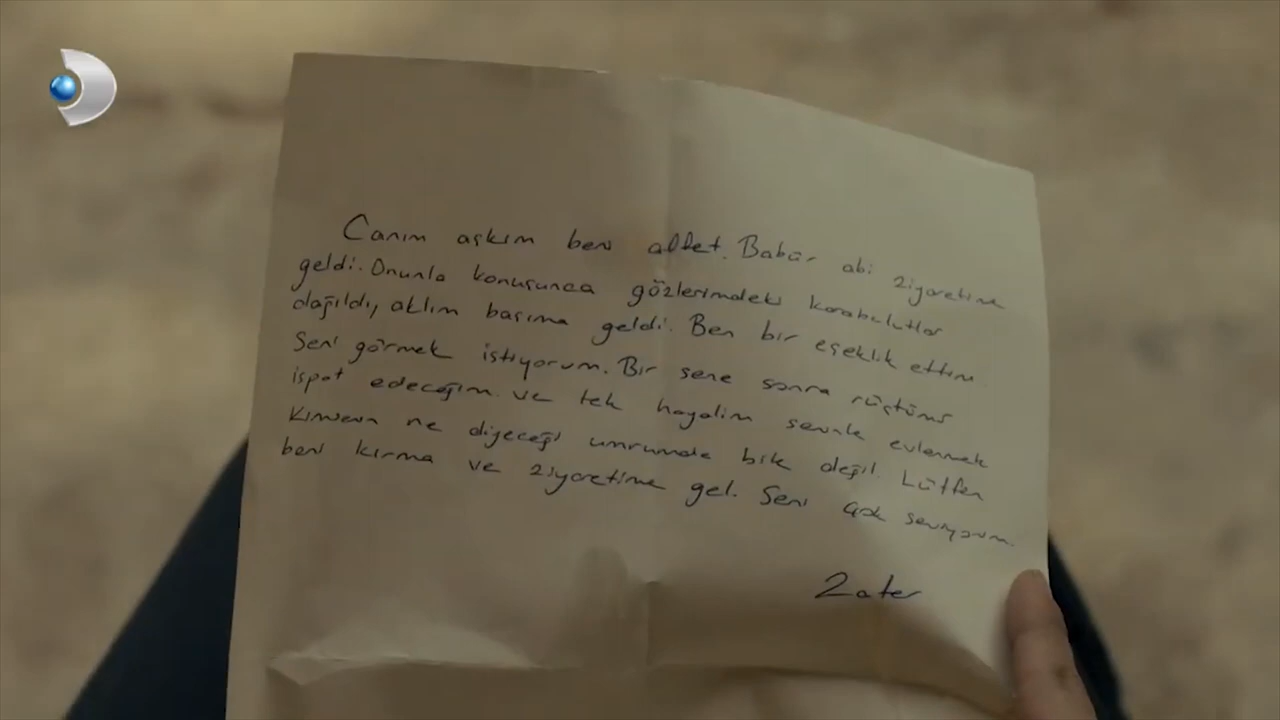 Canım aşkım beni affet. Babür abi ziyaretime
geldi. Onunla konuşunca gözlerimdeki karabulutlar
dağıldı, aklım başıma geldi. Ben bir eşeklik ettim
Seni görmek istiyorum. Bir sene sonra rüştümü
ispat edeceğim ve tek hayalim seninle evlenmek
Kimsenin ne diyeceği umrumda bile değil. Lütfen
beni kırma ve ziyaretime gel. Seni çok seviyorum.
Zafer